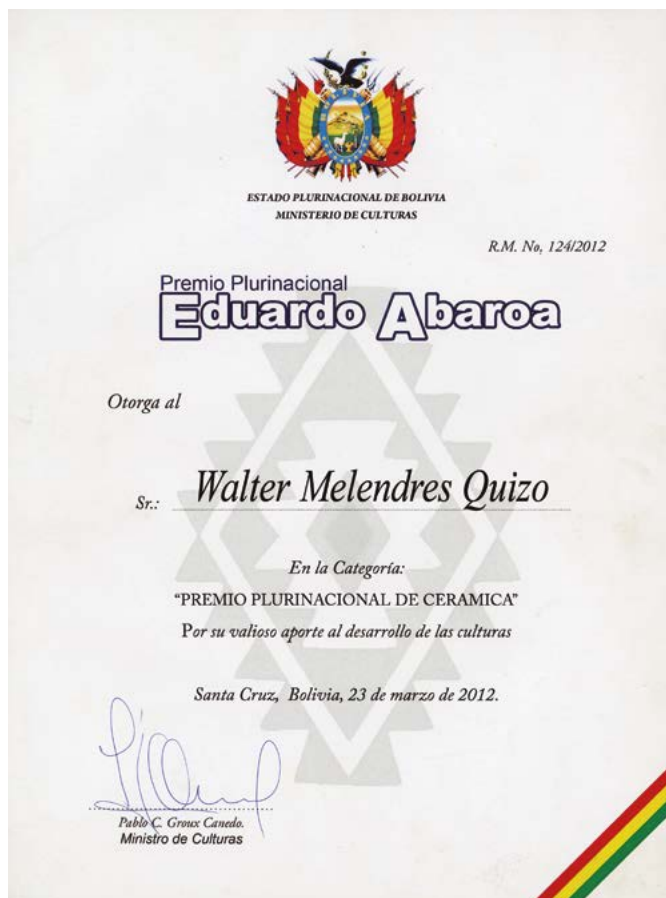 ESTADO PLURINACIONAL DE BOLIVIA
MINISTERIO DE CULTURAS
R.M. No, 124/2012
Premio Plurinacional
Eduardo Abaroa
Otorga al
Sr.: Walter Melendres Quizo
En la Categoría:
“PREMIO PLURINACIONAL DE CERAMICA”
Por su valioso aporte al desarrollo de las culturas
Santa Cruz, Bolivia, 23 de marzo de 2012.
Pablo C. Groux Canedo.
Ministro de Culturas